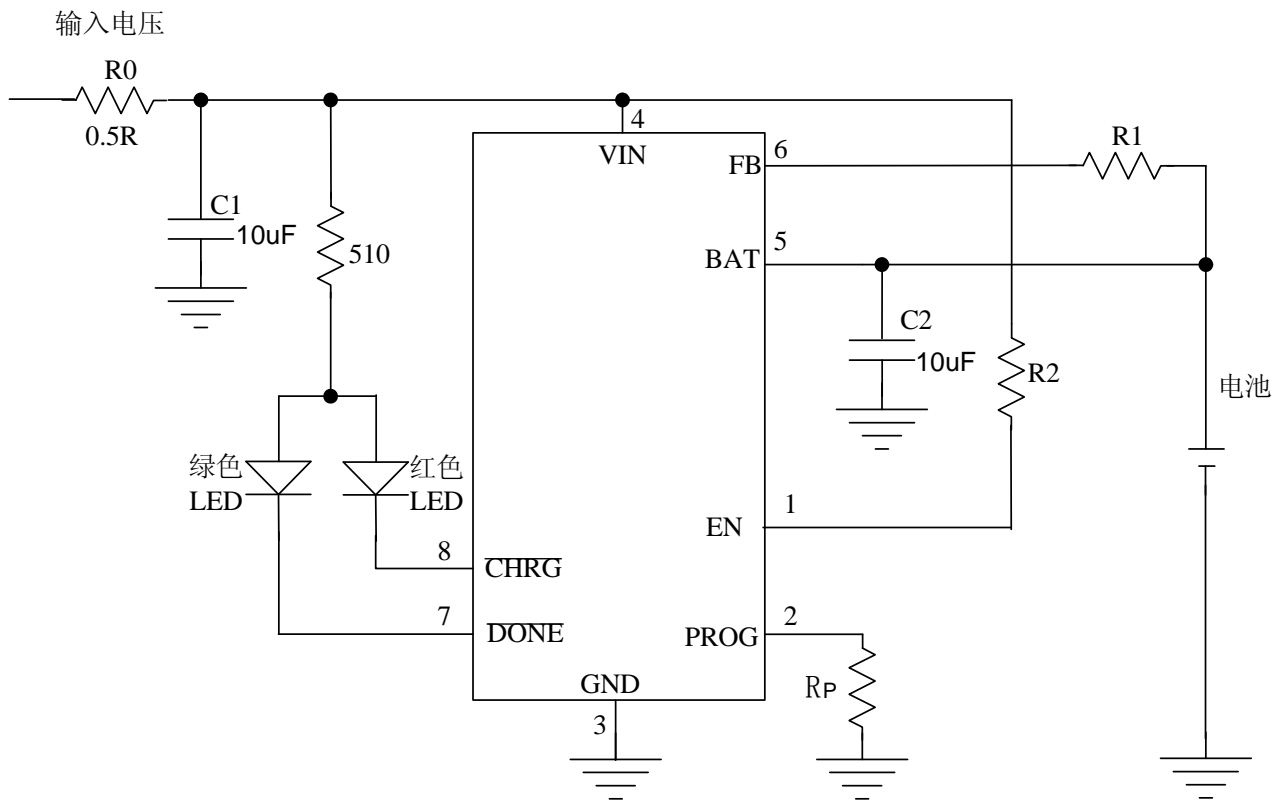 输入电压
R0
0.5R
4
VIN
6
FB
R1
C1
10uF
510
5
BAT
C2
10uF
R2
电池
绿色
LED
红色
LED
1
EN
8
CHRG
7
DONE
2
PROG
RP
GND
3